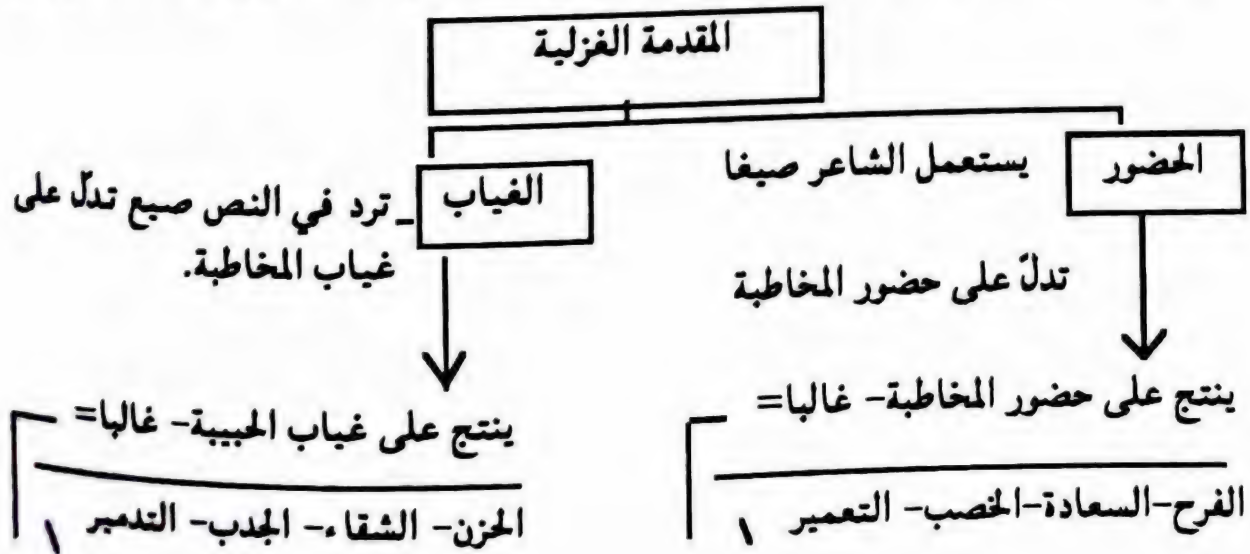 المقدمة الغزلية
الحضور
يستعمل الشاعر صيغا
تدلّ على حضور المخاطبة
ينتج على حضور المخاطبة- غالبا=
الفرح-السعادة-الخصب- التعمير
الغياب
_ ترد في النص صيغ تدلّ على
غياب المخاطبة.
ينتج على غياب الحبيبة- غالبا=
الحزن- الشقاء- الجدب- التدمير